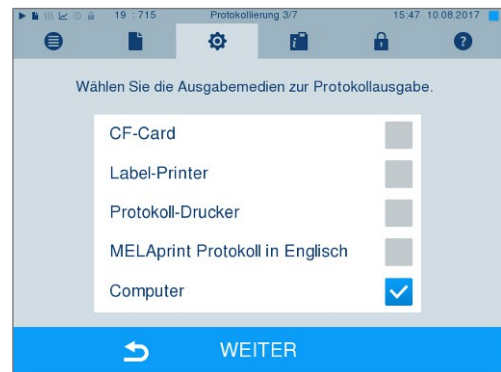 19 : 715 Protokollierung 3/7 15:47 10.08.2017
Wählen Sie die Ausgabemedien zur Protokollausgabe.
CF-Card
Label-Printer
Protokoll-Drucker
MELAprint Protokoll in Englisch
Computer
WEITER